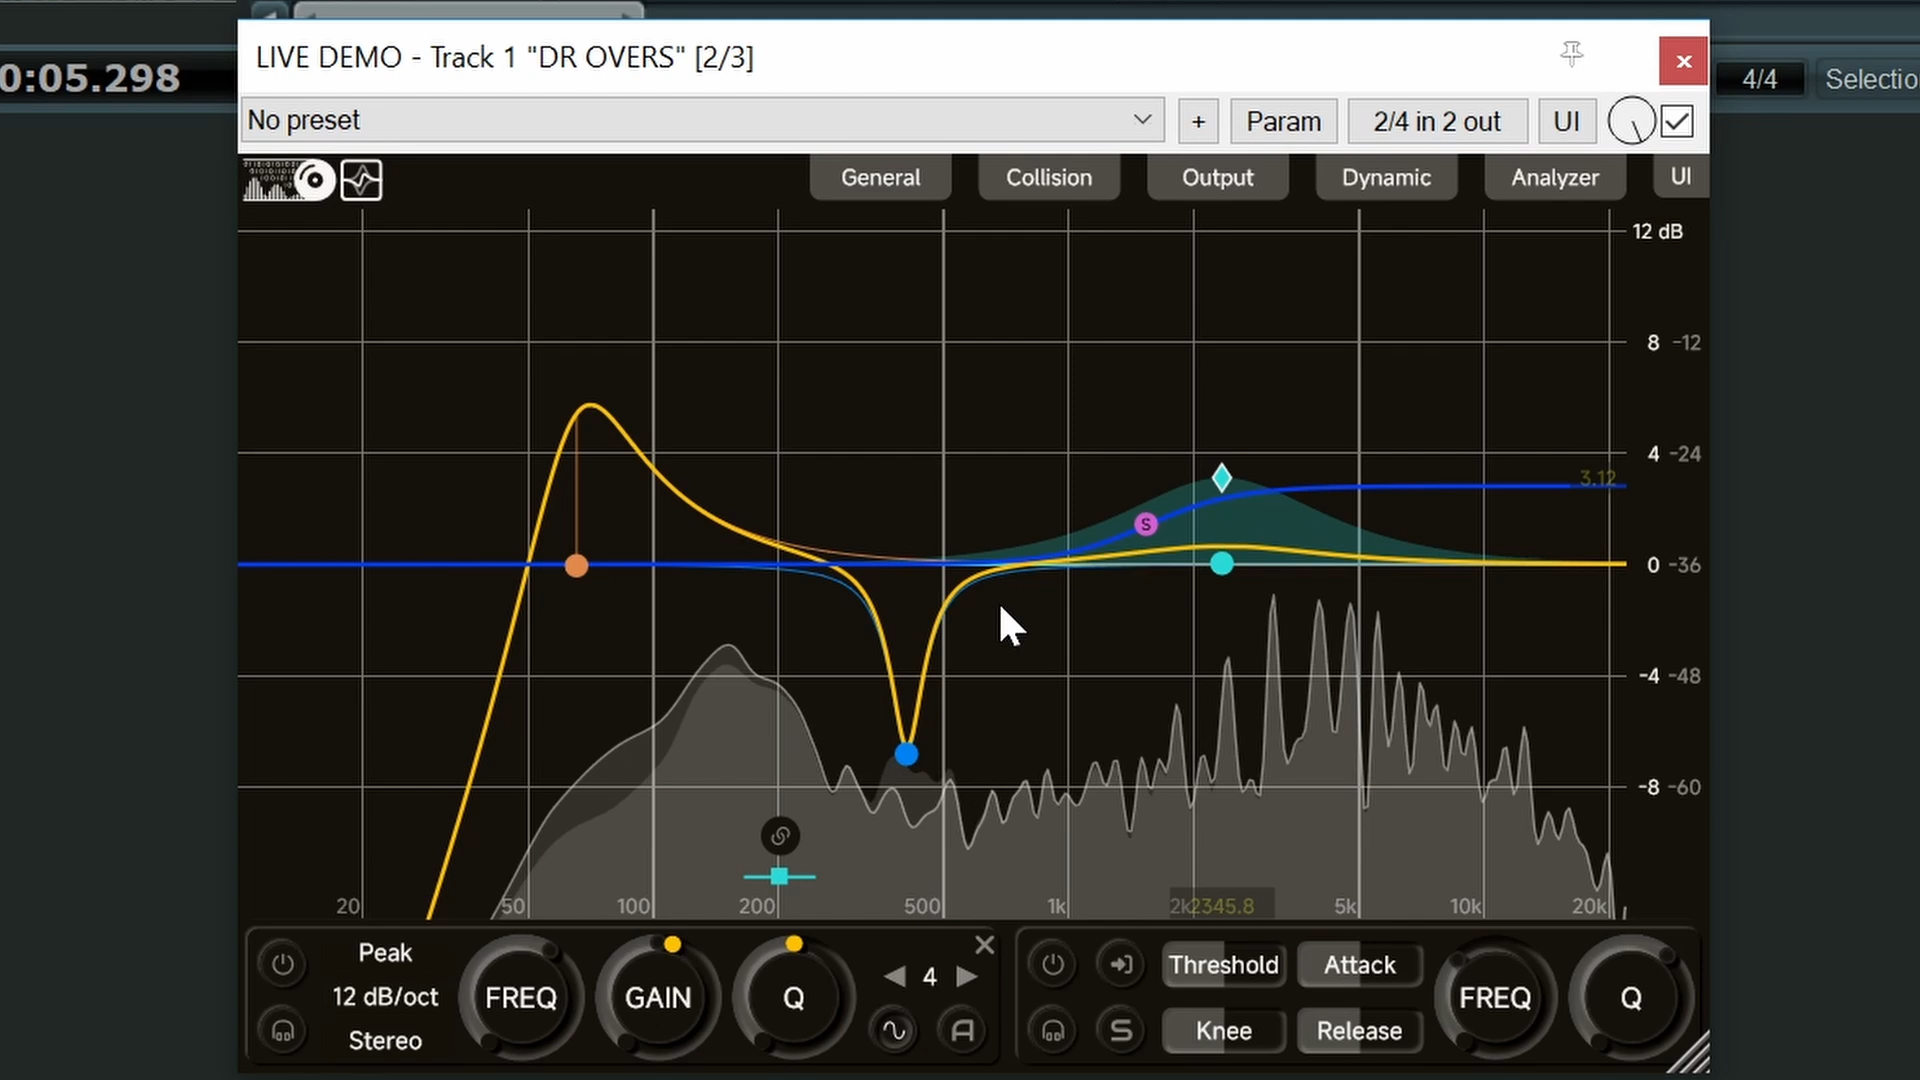 LIVE DEMO - Track 1 "DR OVERS" [2/3]
0:05.298
4/4 Selectio
No preset + Param 2/4 in 2 out UI
General Collision Output Dynamic Analyzer UI
12 dB
8 -12
4 -24
3.12
S
0 -36
-4 -48
-8 -60
20 50 100 200 500 1k 2k 2345.8 5k 10k 20k
Peak
12 dB/oct
Stereo
FREQ GAIN Q
4
A
Threshold Attack
S Knee Release
FREQ Q